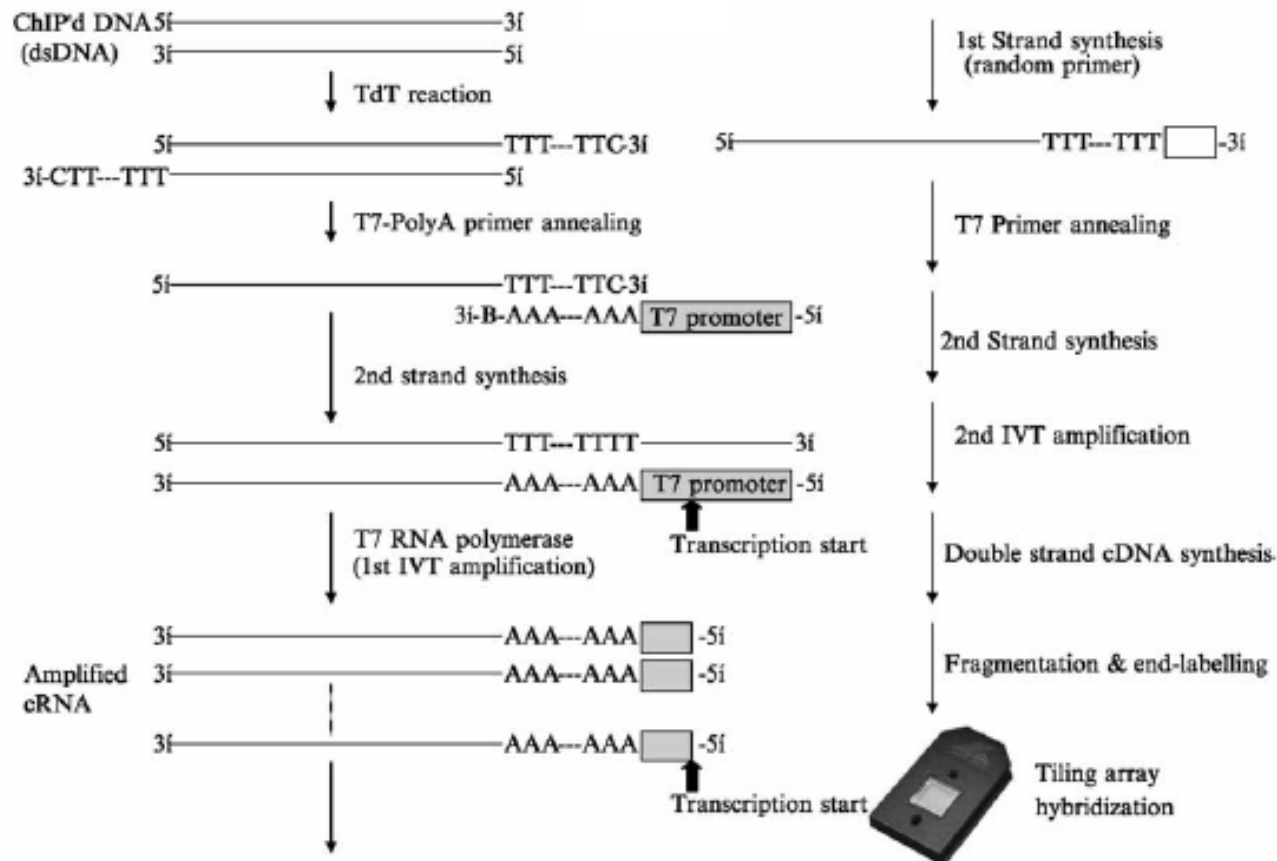 ChIP'd DNA 5í 3í
(dsDNA) 3í 5í
TdT reaction
5í TTT---TTC-3í
3í-CTT---TTT 5í
T7-PolyA primer annealing
5í TTT---TTC-3í
3í-B-AAA---AAA T7 promoter -5í
2nd strand synthesis
5í TTT---TTTT 3í
3í AAA---AAA T7 promoter -5í
T7 RNA polymerase
(1st IVT amplification)
Transcription start
3í AAA---AAA -5í
Amplified
cRNA
3í AAA---AAA -5í
3í AAA---AAA -5í
Transcription start
1st Strand synthesis
(random primer)
5í TTT---TTT -3í
T7 Primer annealing
2nd Strand synthesis
2nd IVT amplification
Double strand cDNA synthesis
Fragmentation & end-labelling
Tiling array
hybridization